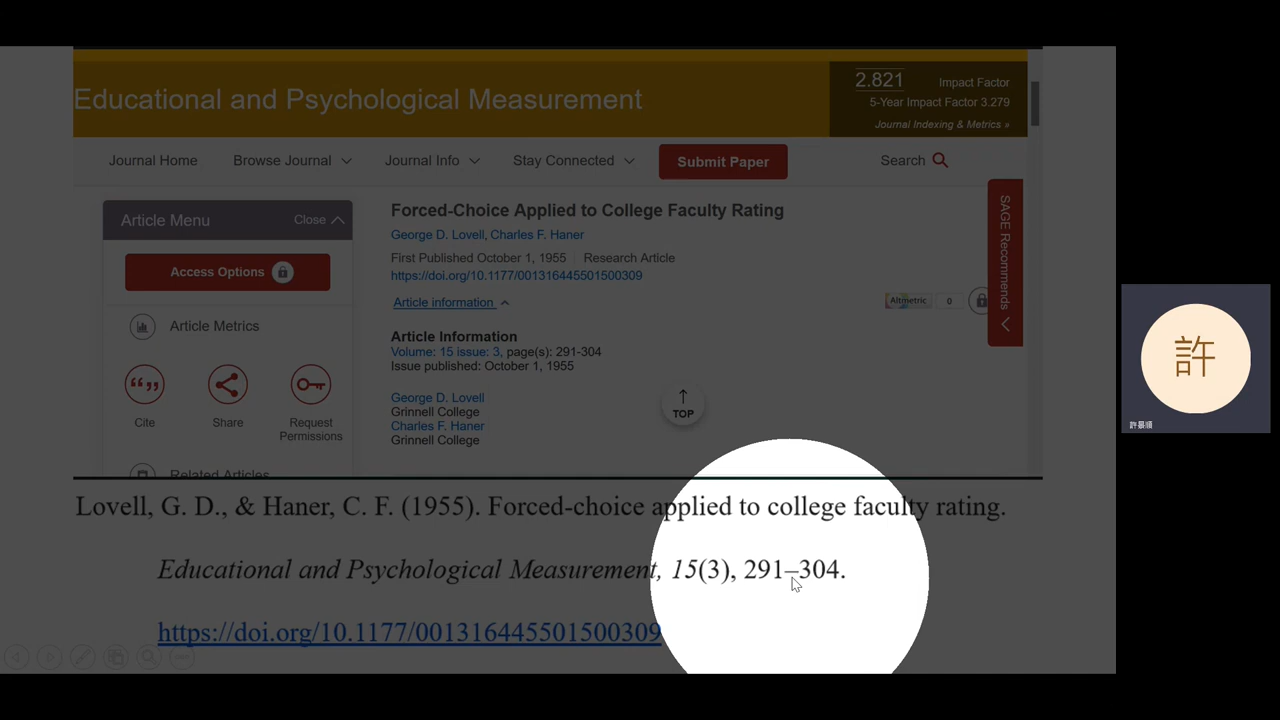 Educational and Psychological Measurement
2.821 Impact Factor
5-Year Impact Factor 3.279
Journal Indexing & Metrics »
Journal Home Browse Journal Journal Info Stay Connected Submit Paper Search
Article Menu Close
Access Options
Article Metrics
Cite Share Request Permissions
Related Articles
Forced-Choice Applied to College Faculty Rating
George D. Lovell, Charles F. Haner
First Published October 1, 1955 Research Article
https://doi.org/10.1177/001316445501500309
Article information
Altmetric 0
Article Information
Volume: 15 issue: 3, page(s): 291-304
Issue published: October 1, 1955
George D. Lovell
Grinnell College
Charles F. Haner
Grinnell College
TOP
SAGE Recommends
Lovell, G. D., & Haner, C. F. (1955). Forced-choice applied to college faculty rating.
Educational and Psychological Measurement, 15(3), 291–304.
https://doi.org/10.1177/001316445501500309
許
許景順